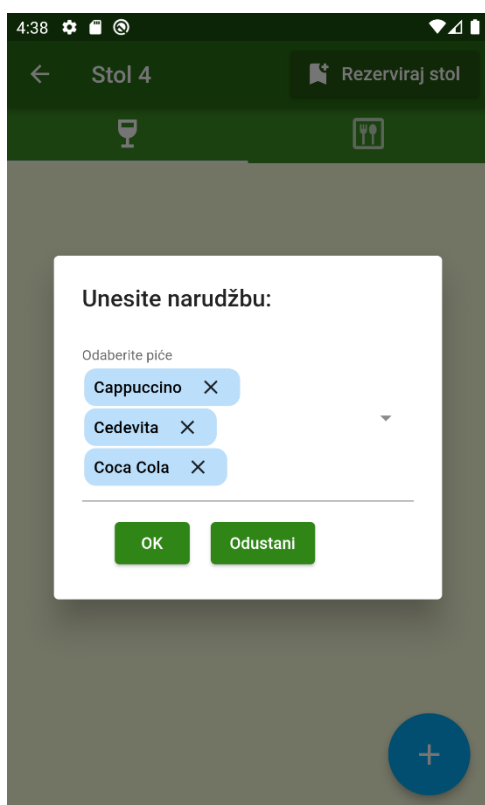 4:38
Stol 4
Rezerviraj stol
Unesite narudžbu:
Odaberite piće
Cappuccino
Cedevita
Coca Cola
OK Odustani